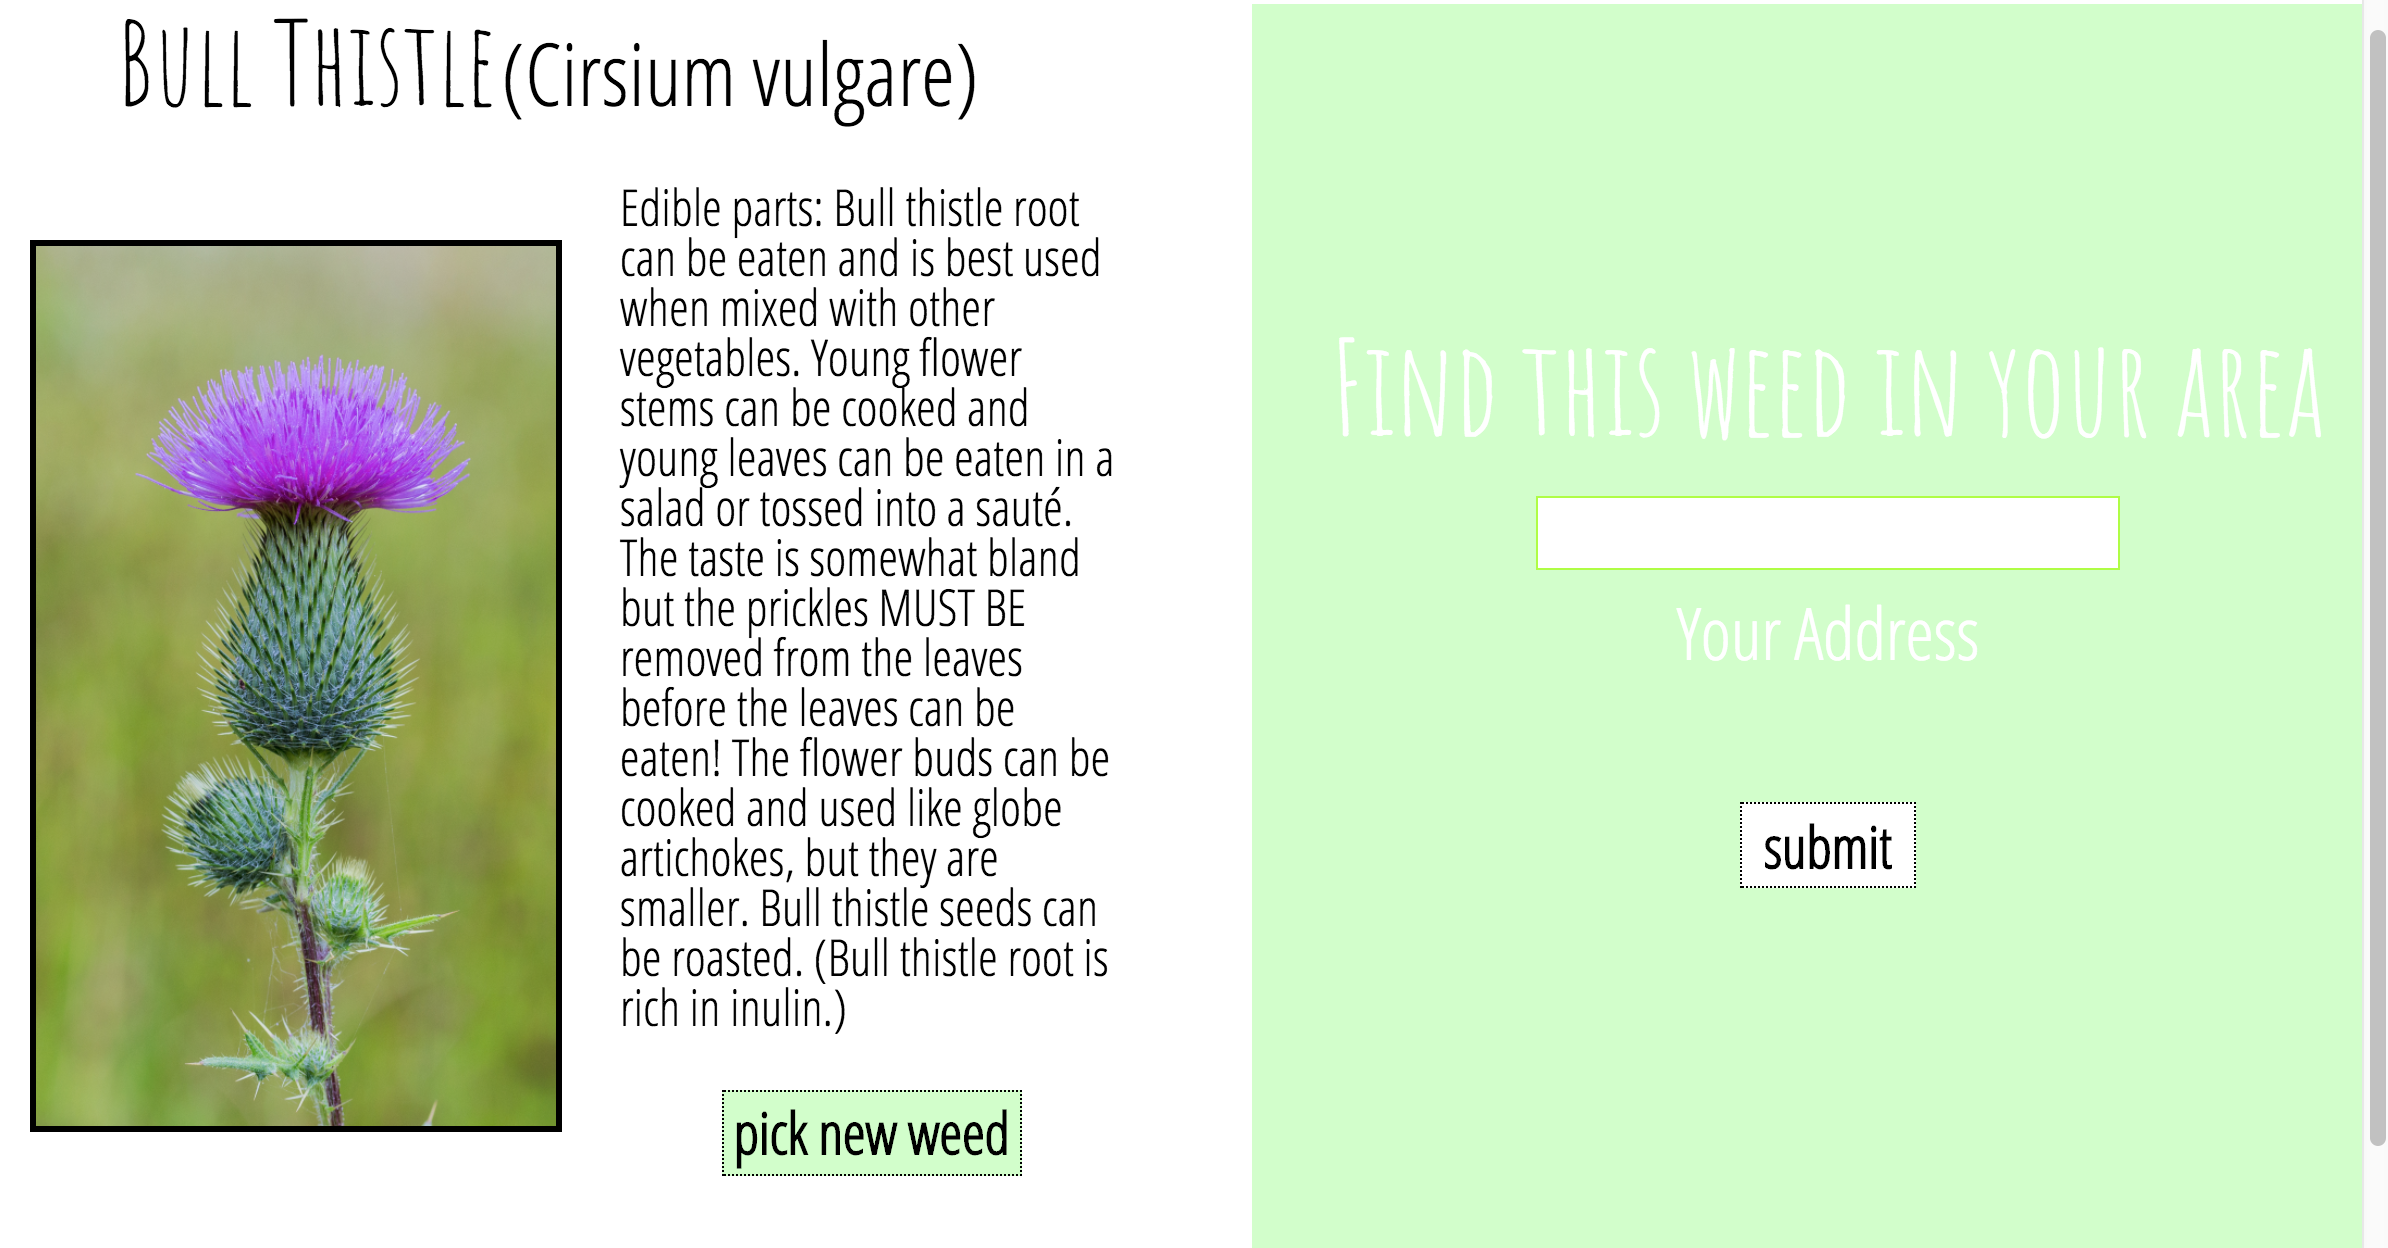 Bull Thistle(Cirsium vulgare)
Edible parts: Bull thistle root
can be eaten and is best used
when mixed with other
vegetables. Young flower
stems can be cooked and
young leaves can be eaten in a
salad or tossed into a sauté.
The taste is somewhat bland
but the prickles MUST BE
removed from the leaves
before the leaves can be
eaten! The flower buds can be
cooked and used like globe
artichokes, but they are
smaller. Bull thistle seeds can
be roasted. (Bull thistle root is
rich in inulin.)
pick new weed
Find this weed in your area
Your Address
submit